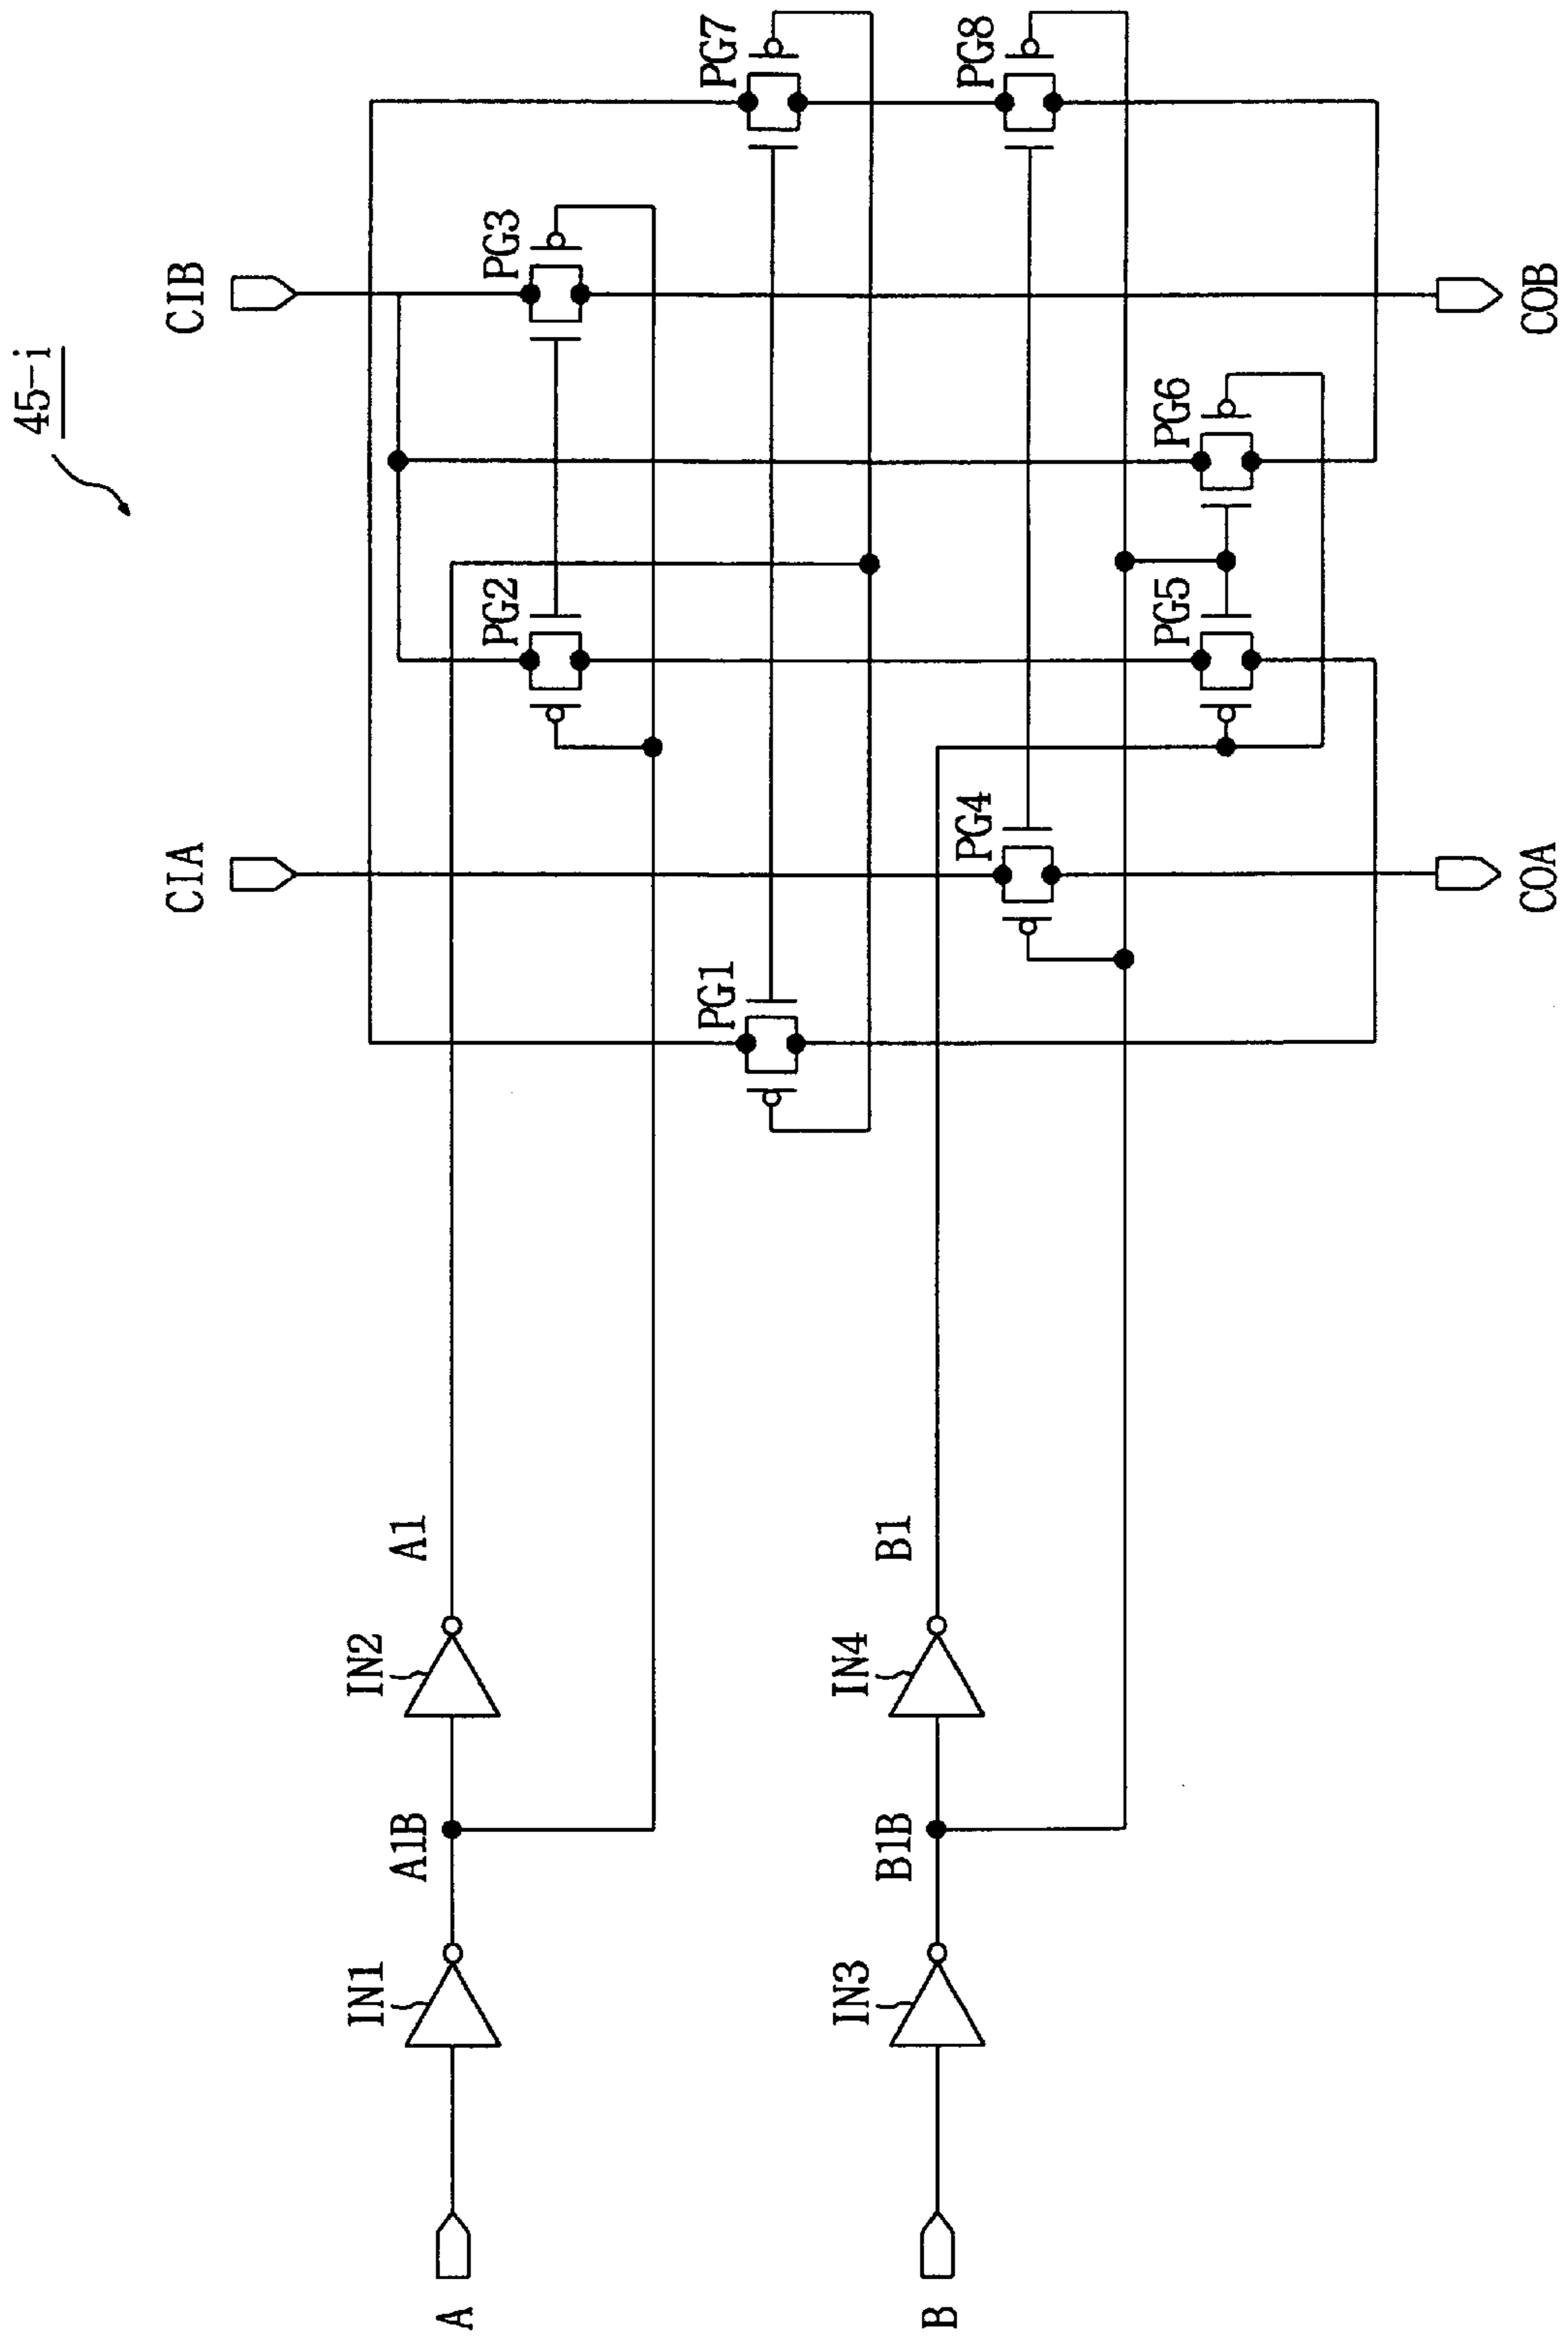 45-i
CIA
CIB
A
IN1
A1B
IN2
A1
PG2
PG3
PG1
PG7
B
IN3
B1B
IN4
B1
PG4
PG8
PG5
PG6
COA
COB